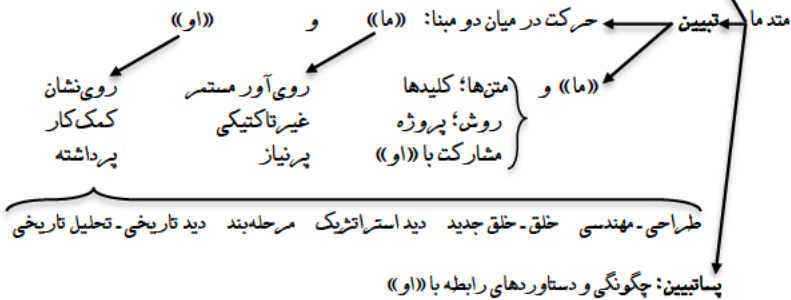 متد ما تبیین حرکت در میان دو مبنا: «ما» و «او»
«ما» و متن‌ها؛ کلیدها روی‌آور مستمر روی‌نشان
روش؛ پروژه غیرتاکتیکی کمک‌کار
مشارکت با «او» پرنیاز پرداشته
طراحی ـ مهندسی خلق ـ خلق جدید دید استراتژیک مرحله‌بند دید تاریخی ـ تحلیل تاریخی
پساتبیین: چگونگی و دستاوردهای رابطه با «او»